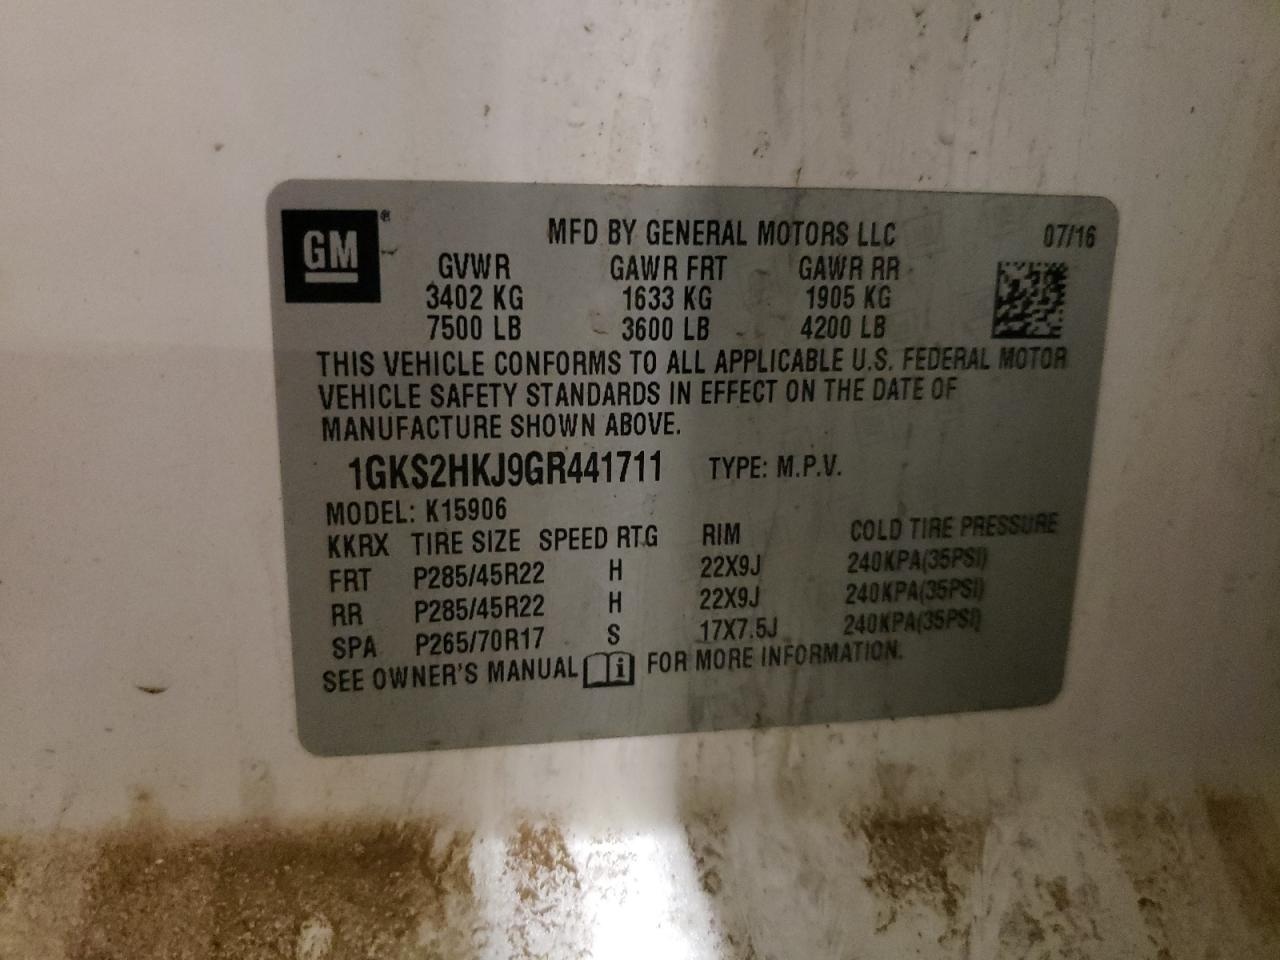 GM ®
MFD BY GENERAL MOTORS LLC 07/16
GVWR GAWR FRT GAWR RR
3402 KG 1633 KG 1905 KG
7500 LB 3600 LB 4200 LB
THIS VEHICLE CONFORMS TO ALL APPLICABLE U.S. FEDERAL MOTOR
VEHICLE SAFETY STANDARDS IN EFFECT ON THE DATE OF
MANUFACTURE SHOWN ABOVE.
1GKS2HKJ9GR441711 TYPE: M.P.V.
MODEL: K15906
KKRX TIRE SIZE SPEED RTG RIM COLD TIRE PRESSURE
FRT P285/45R22 H 22X9J 240KPA(35PSI)
RR P285/45R22 H 22X9J 240KPA(35PSI)
SPA P265/70R17 S 17X7.5J 240KPA(35PSI)
SEE OWNER'S MANUAL i FOR MORE INFORMATION.